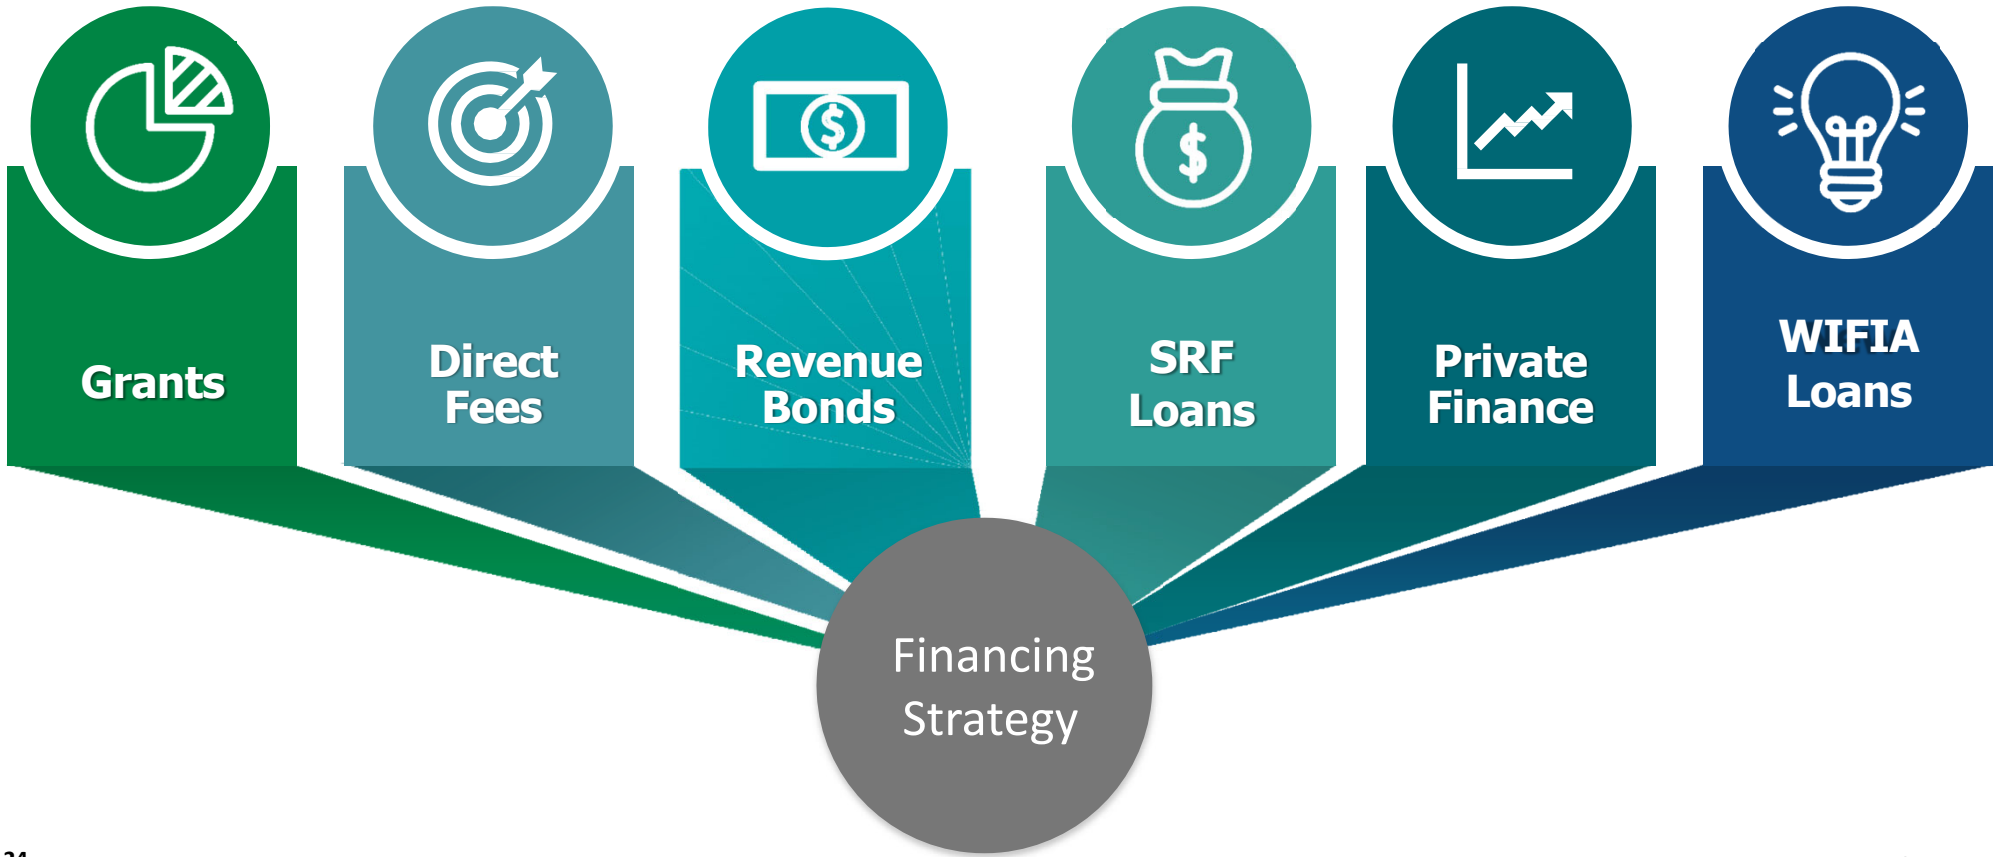 Grants
Direct
Fees
Revenue
Bonds
SRF
Loans
Private
Finance
WIFIA
Loans
Financing
Strategy